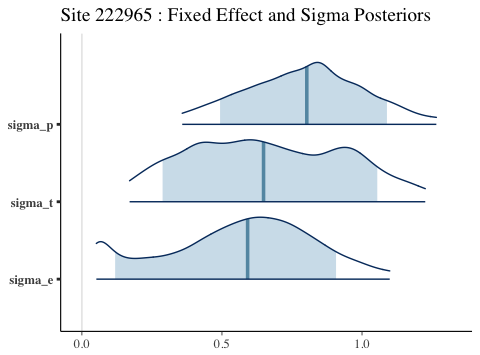 Site 222965 : Fixed Effect and Sigma Posteriors
sigma_p
sigma_t
sigma_e
0.0 0.5 1.0